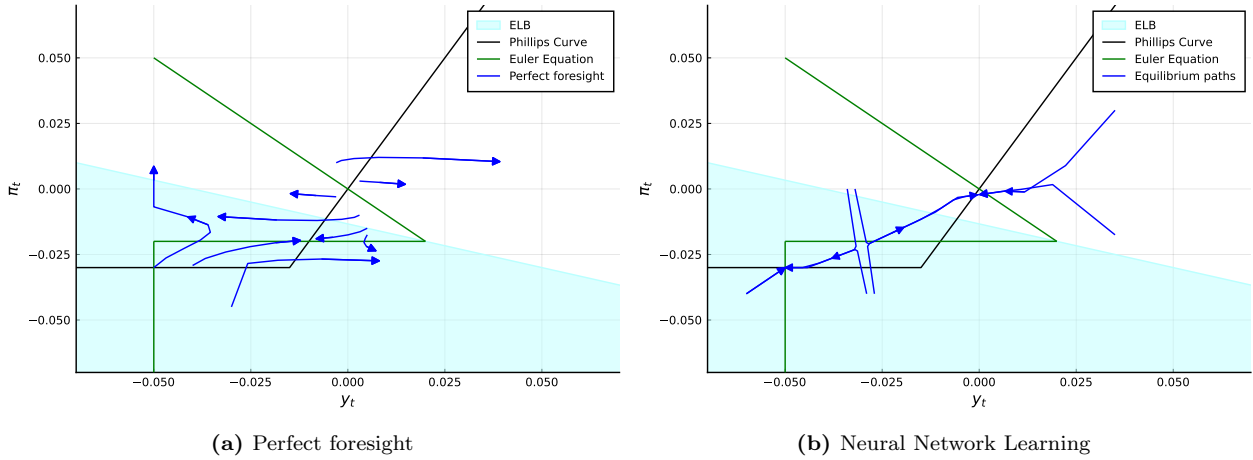 ELB
Phillips Curve
Euler Equation
Perfect foresight
0.050
0.025
0.000
−0.025
−0.050
π_t
−0.050
−0.025
0.000
0.025
0.050
y_t
(a) Perfect foresight
ELB
Phillips Curve
Euler Equation
Equilibrium paths
0.050
0.025
0.000
−0.025
−0.050
π_t
−0.050
−0.025
0.000
0.025
0.050
y_t
(b) Neural Network Learning